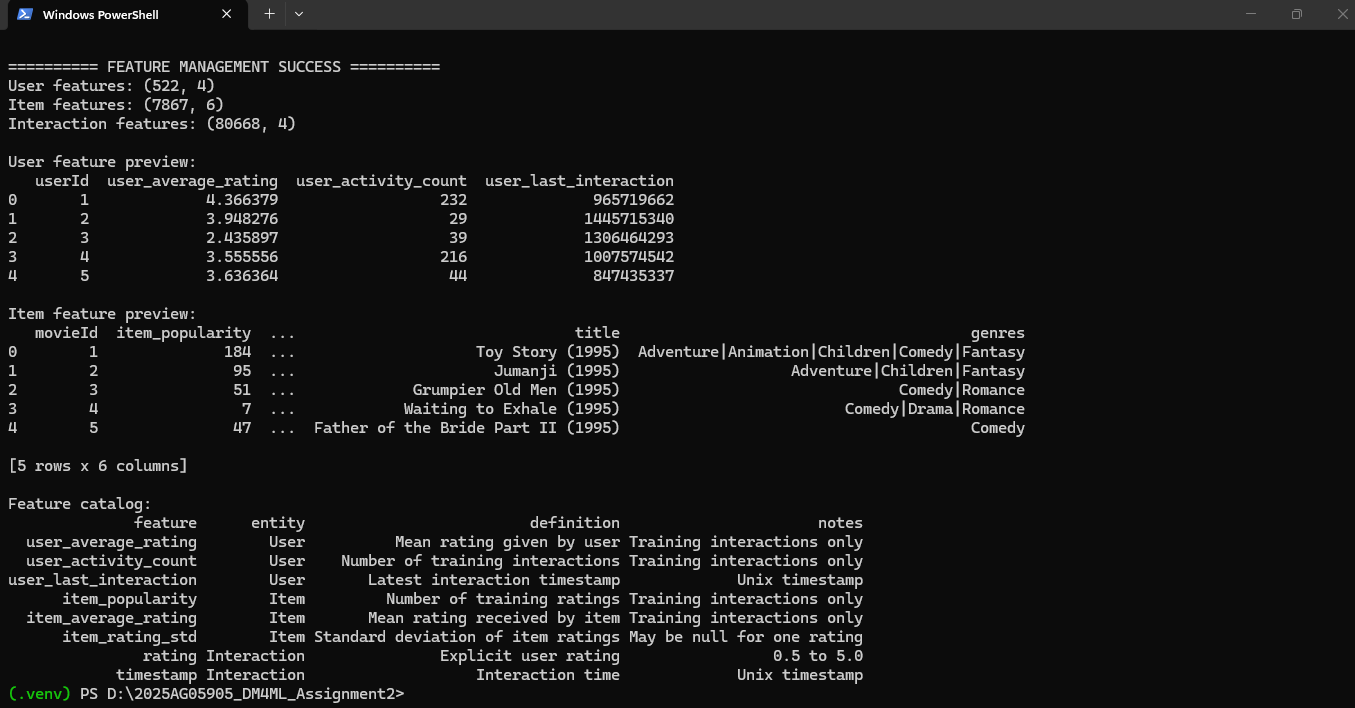 Windows PowerShell
========== FEATURE MANAGEMENT SUCCESS ==========
User features: (522, 4)
Item features: (7867, 6)
Interaction features: (80668, 4)
User feature preview:
   userId  user_average_rating  user_activity_count  user_last_interaction
0       1             4.366379                  232              965719662
1       2             3.948276                   29             1445715340
2       3             2.435897                   39             1306464293
3       4             3.555556                  216             1007574542
4       5             3.636364                   44              847435337
Item feature preview:
   movieId  item_popularity  ...                               title                                       genres
0        1              184  ...                    Toy Story (1995)  Adventure|Animation|Children|Comedy|Fantasy
1        2               95  ...                      Jumanji (1995)                   Adventure|Children|Fantasy
2        3               51  ...             Grumpier Old Men (1995)                               Comedy|Romance
3        4                7  ...            Waiting to Exhale (1995)                         Comedy|Drama|Romance
4        5               47  ...  Father of the Bride Part II (1995)                                       Comedy
[5 rows x 6 columns]
Feature catalog:
              feature      entity                         definition                      notes
  user_average_rating        User          Mean rating given by user Training interactions only
  user_activity_count        User    Number of training interactions Training interactions only
user_last_interaction        User       Latest interaction timestamp             Unix timestamp
      item_popularity        Item         Number of training ratings Training interactions only
  item_average_rating        Item       Mean rating received by item Training interactions only
      item_rating_std        Item Standard deviation of item ratings May be null for one rating
               rating Interaction               Explicit user rating                 0.5 to 5.0
            timestamp Interaction                   Interaction time             Unix timestamp
(.venv) PS D:\2025AG05905_DM4ML_Assignment2>